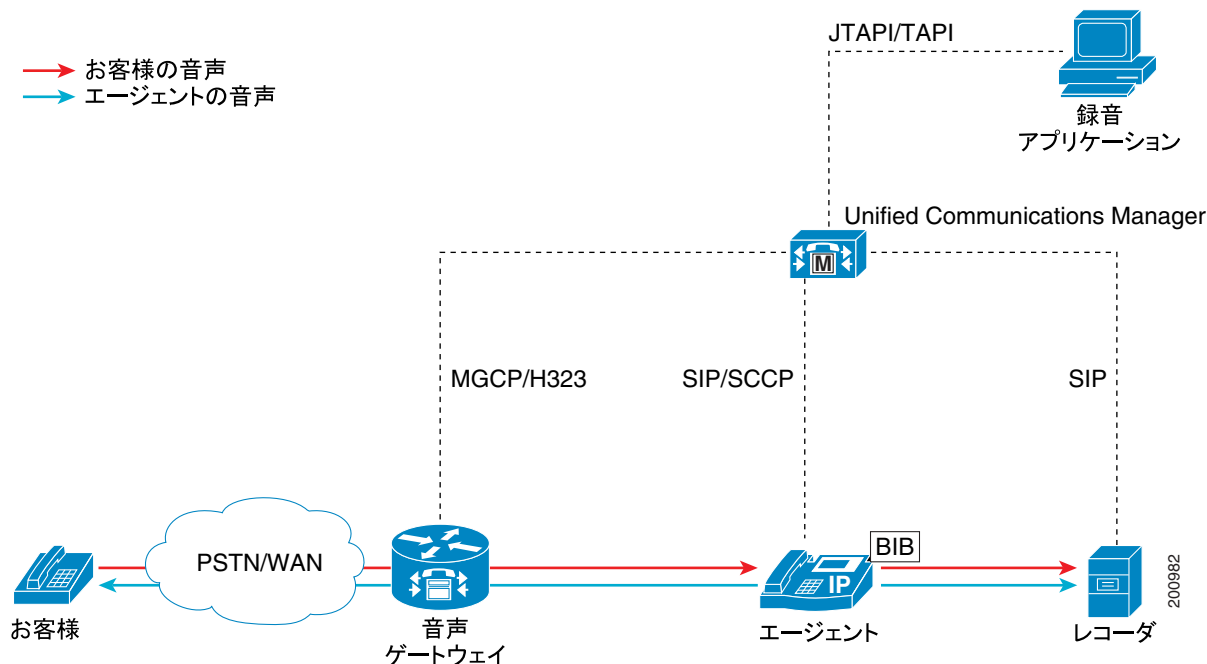 JTAPI/TAPI
お客様の音声
エージェントの音声
録音
アプリケーション
Unified Communications Manager
M
MGCP/H323
SIP/SCCP
SIP
BIB
PSTN/WAN
IP
200982
お客様
音声
ゲートウェイ
エージェント
レコーダ